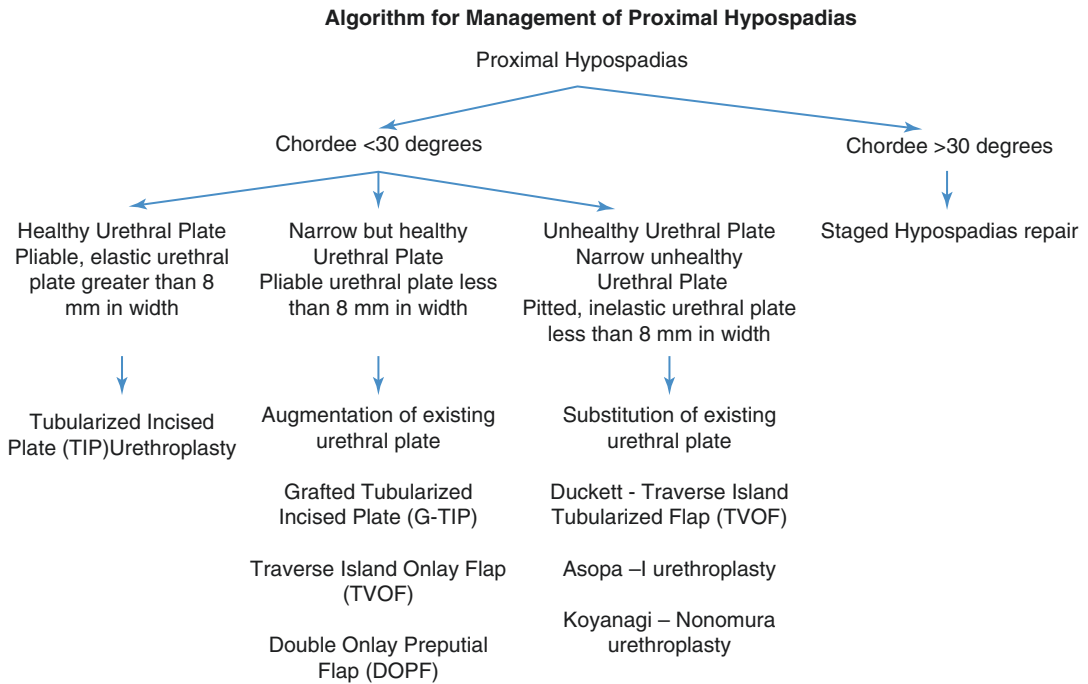 Algorithm for Management of Proximal Hypospadias
Proximal Hypospadias
Chordee <30 degrees
Chordee >30 degrees
Healthy Urethral Plate
Pliable, elastic urethral
plate greater than 8
mm in width
Narrow but healthy
Urethral Plate
Pliable urethral plate less
than 8 mm in width
Unhealthy Urethral Plate
Narrow unhealthy
Urethral Plate
Pitted, inelastic urethral plate
less than 8 mm in width
Staged Hypospadias repair
Tubularized Incised
Plate (TIP)Urethroplasty
Augmentation of existing
urethral plate
Grafted Tubularized
Incised Plate (G-TIP)
Traverse Island Onlay Flap
(TVOF)
Double Onlay Preputial
Flap (DOPF)
Substitution of existing
urethral plate
Duckett - Traverse Island
Tubularized Flap (TVOF)
Asopa –I urethroplasty
Koyanagi – Nonomura
urethroplasty